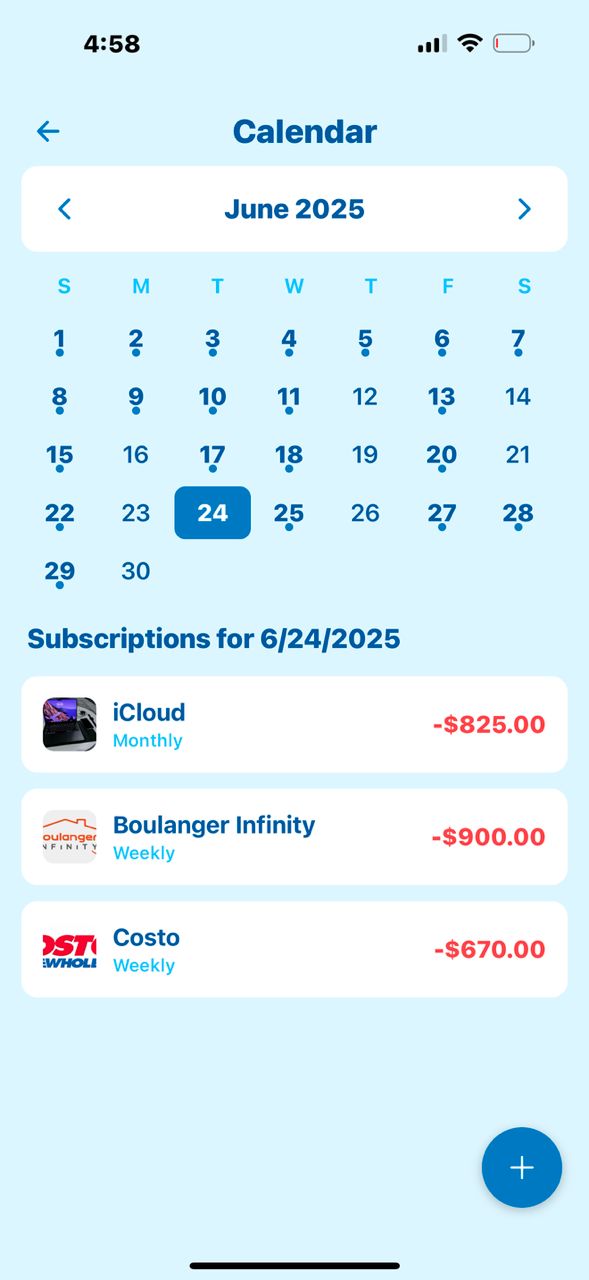 4:58
Calendar
June 2025
S M T W T F S
1 2 3 4 5 6 7
8 9 10 11 12 13 14
15 16 17 18 19 20 21
22 23 24 25 26 27 28
29 30
Subscriptions for 6/24/2025
iCloud
Monthly
-$825.00
oulanger
NFINITY
Boulanger Infinity
Weekly
-$900.00
OST
EWHOLE
Costo
Weekly
-$670.00
+